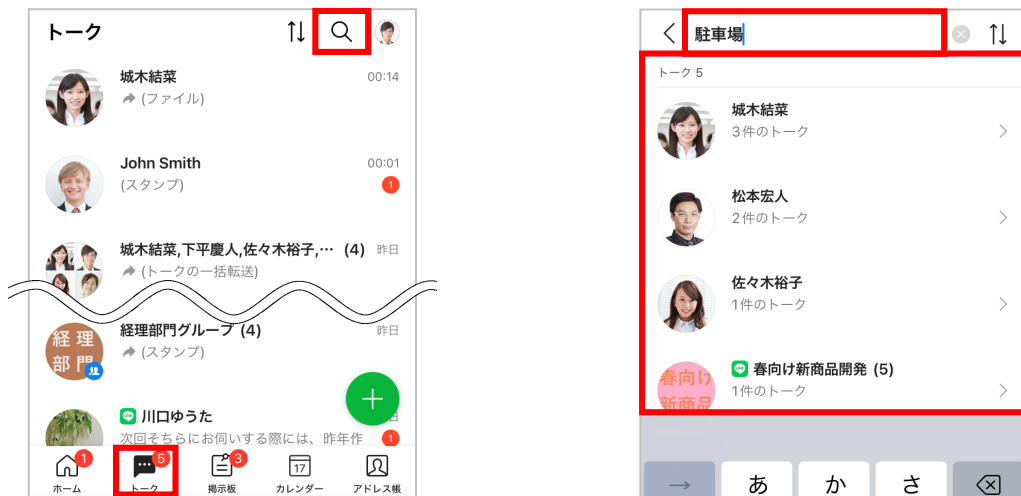 トーク
城木結菜 00:14
(ファイル)
John Smith 00:01
(スタンプ) 1
城木結菜,下平慶人,佐々木裕子,… (4) 昨日
(トークの一括転送)
経理部門
経理部門グループ (4) 昨日
(スタンプ)
川口ゆうた 日
次回そちらにお伺いする際には、昨年作 1
1 5 3 17
ホーム トーク 掲示板 カレンダー アドレス帳
駐車場
トーク 5
城木結菜
3件のトーク
松本宏人
2件のトーク
佐々木裕子
1件のトーク
春向け新商品
春向け新商品開発 (5)
1件のトーク
→ あ か さ